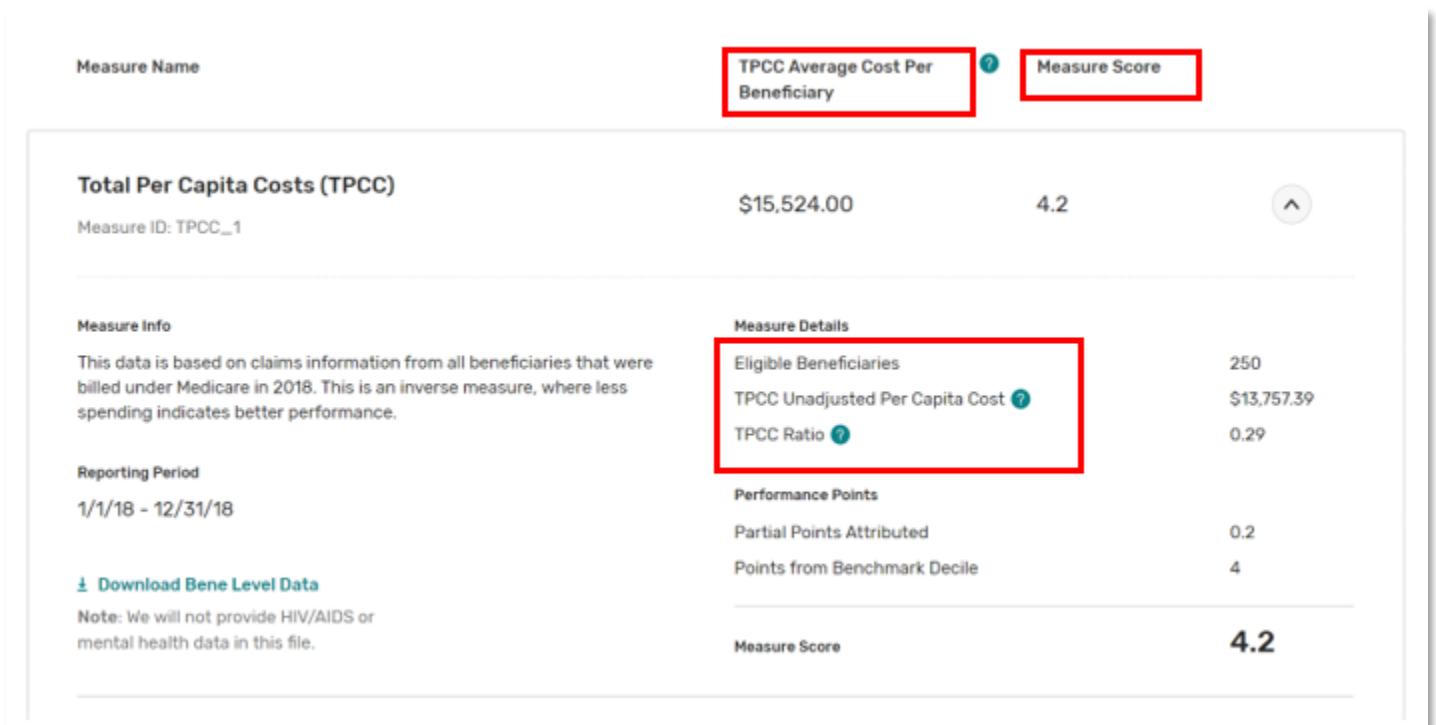 Measure Name
TPCC Average Cost Per
Beneficiary
?
Measure Score
Total Per Capita Costs (TPCC)
Measure ID: TPCC_1
$15,524.00
4.2
Measure Info
This data is based on claims information from all beneficiaries that were
billed under Medicare in 2018. This is an inverse measure, where less
spending indicates better performance.
Reporting Period
1/1/18 - 12/31/18
Download Bene Level Data
Note: We will not provide HIV/AIDS or
mental health data in this file.
Measure Details
Eligible Beneficiaries 250
TPCC Unadjusted Per Capita Cost ? $13,757.39
TPCC Ratio ? 0.29
Performance Points
Partial Points Attributed 0.2
Points from Benchmark Decile 4
Measure Score 4.2